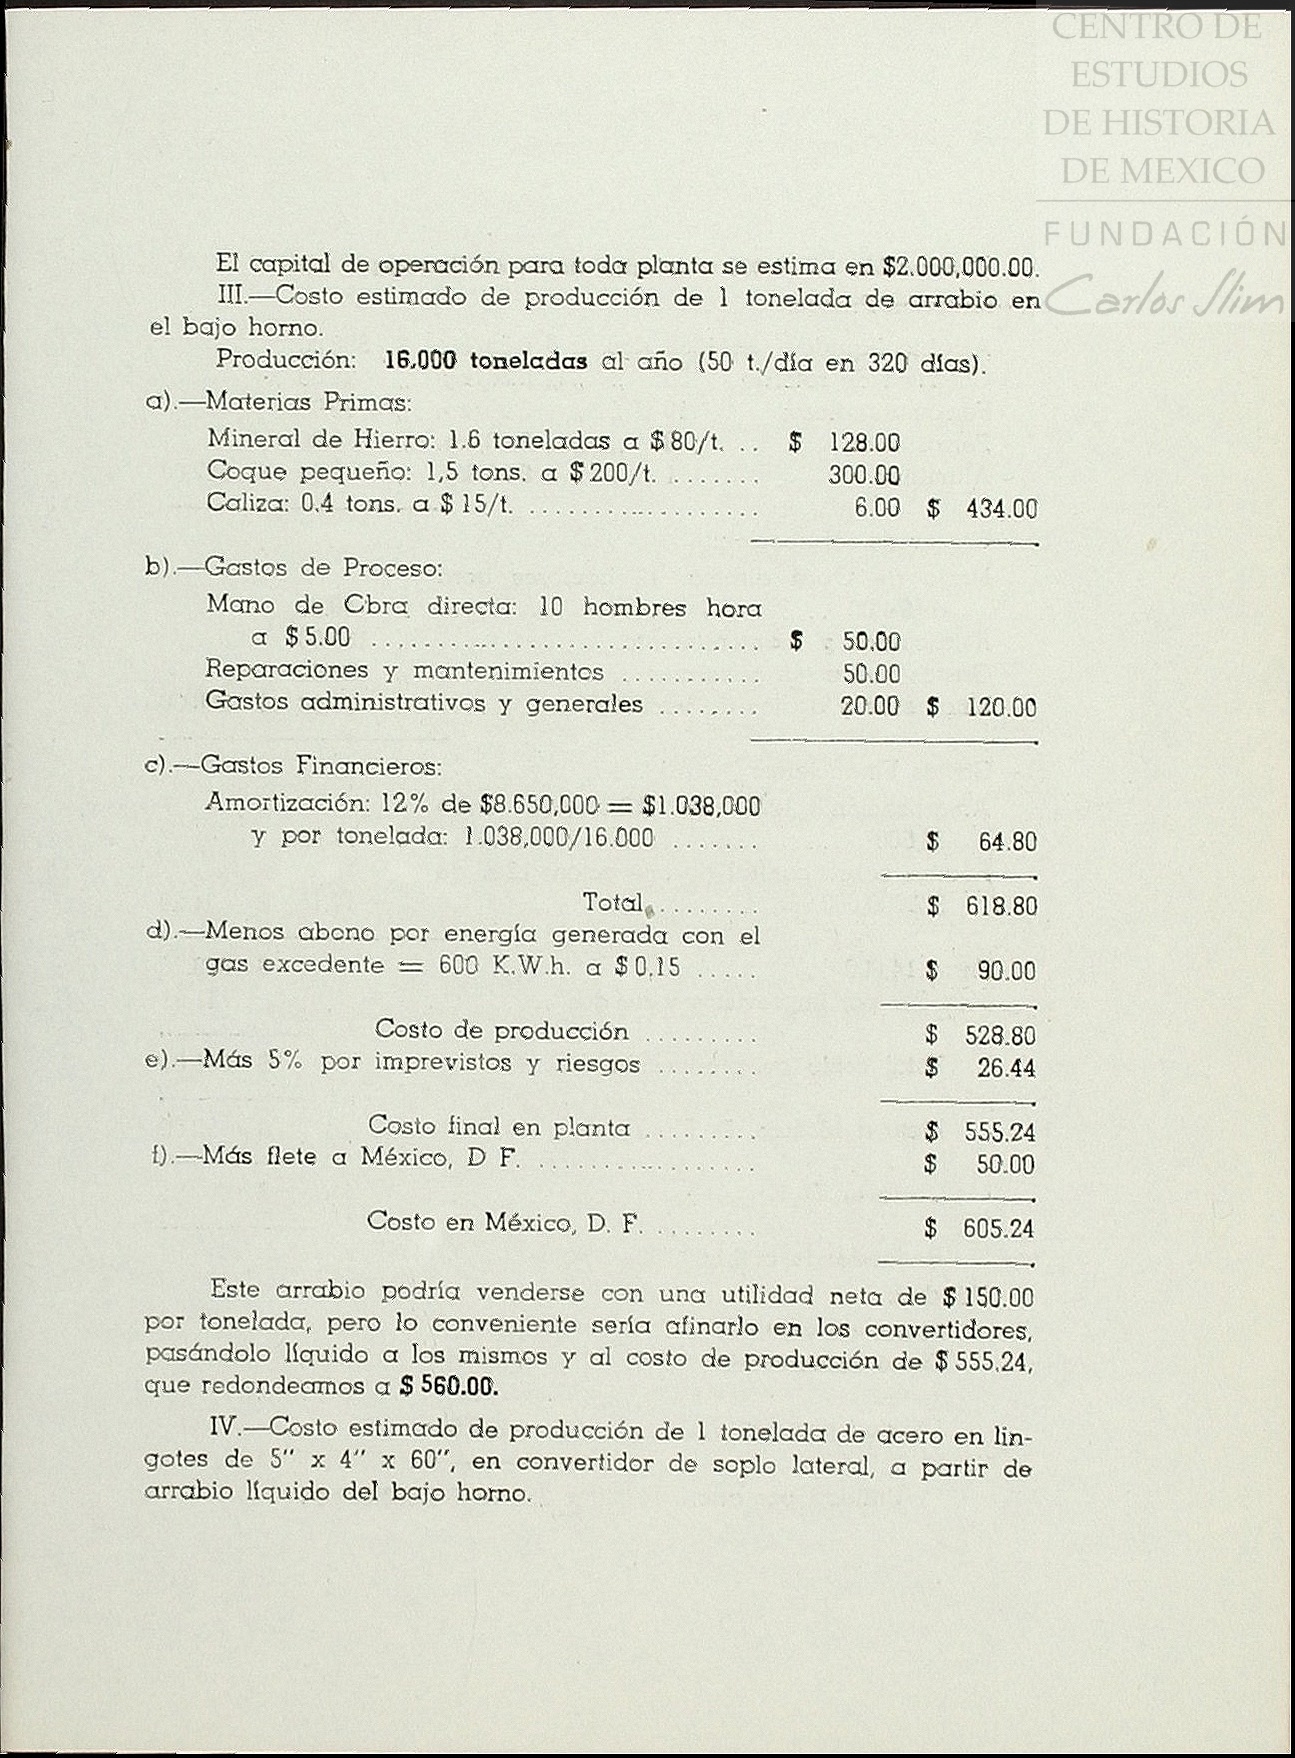 CENTRO DE
ESTUDIOS
DE HISTORIA
DE MEXICO
FUNDACIÓN
Carlos Slim
El capital de operación para toda planta se estima en $2.000,000.00.
III.—Costo estimado de producción de 1 tonelada de arrabio en
el bajo horno.
Producción: 16.000 toneladas al año (50 t./día en 320 días).
a).—Materias Primas:
Mineral de Hierro: 1.6 toneladas a $ 80/t. .. $ 128.00
Coque pequeño: 1,5 tons. a $ 200/t. ....... 300.00
Caliza: 0.4 tons. a $ 15/t. ................... 6.00 $ 434.00
b).—Gastos de Proceso:
Mano de Obra directa: 10 hombres hora
a $ 5.00 ................................ $ 50.00
Reparaciones y mantenimientos ........... 50.00
Gastos administrativos y generales ........ 20.00 $ 120.00
c).—Gastos Financieros:
Amortización: 12% de $8.650,000 = $1.038,000
y por tonelada: 1.038,000/16.000 ....... $ 64.80
Total ......... $ 618.80
d).—Menos abono por energía generada con el
gas excedente = 600 K.W.h. a $ 0.15 ..... $ 90.00
Costo de producción ......... $ 528.80
e).—Más 5% por imprevistos y riesgos ........ $ 26.44
Costo final en planta ......... $ 555.24
f).—Más flete a México, D F. .................. $ 50.00
Costo en México, D. F. ......... $ 605.24
Este arrabio podría venderse con una utilidad neta de $ 150.00
por tonelada, pero lo conveniente sería afinarlo en los convertidores,
pasándolo líquido a los mismos y al costo de producción de $ 555.24,
que redondeamos a $ 560.00.
IV.—Costo estimado de producción de 1 tonelada de acero en lin-
gotes de 5" x 4" x 60", en convertidor de soplo lateral, a partir de
arrabio líquido del bajo horno.